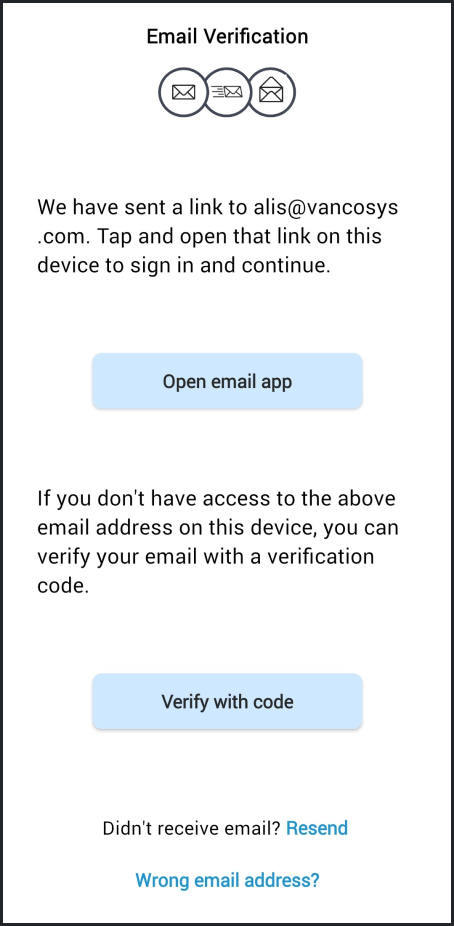 Email Verification
We have sent a link to alis@vancosys
.com. Tap and open that link on this
device to sign in and continue.
Open email app
If you don't have access to the above
email address on this device, you can
verify your email with a verification
code.
Verify with code
Didn't receive email? Resend
Wrong email address?